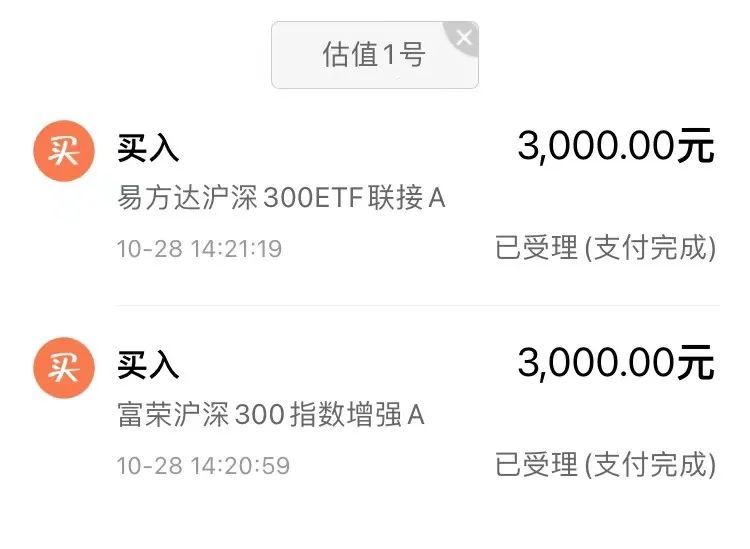 估值1号
买 买入 3,000.00元
易方达沪深300ETF联接A
10-28 14:21:19 已受理(支付完成)
买 买入 3,000.00元
富荣沪深300指数增强A
10-28 14:20:59 已受理(支付完成)